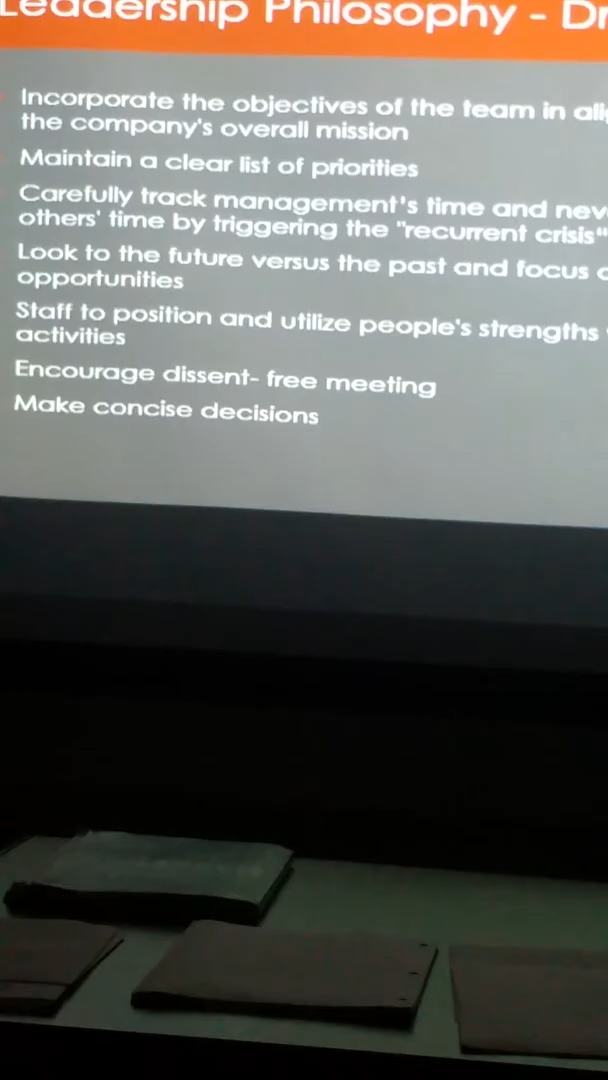 Leadership Philosophy - Dr
Incorporate the objectives of the team in
the company's overall mission
Maintain a clear list of priorities
Carefully track management's time and
others' time by triggering the "recurrent crisis"
Look to the future versus the past and focus
opportunities
Staff to position and utilize people's strengths
activities
Encourage dissent- free meeting
Make concise decisions